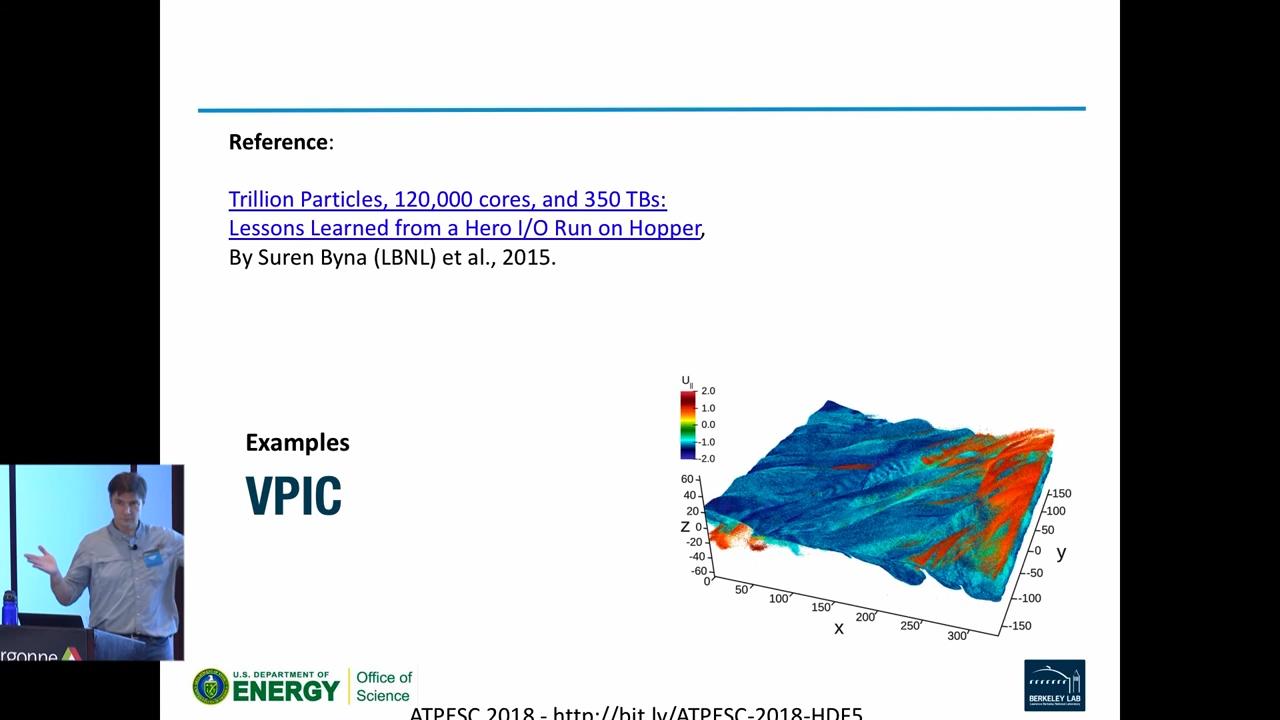 Reference:
Trillion Particles, 120,000 cores, and 350 TBs:
Lessons Learned from a Hero I/O Run on Hopper,
By Suren Byna (LBNL) et al., 2015.
Examples
VPIC
U||
2.0
1.0
0.0
-1.0
-2.0
60
40
20
z 0
-20
-40
-60
0
50
100
150
200
250
300
x
150
100
50
0
-50
-100
-150
y
rgonne
U.S. DEPARTMENT OF
ENERGY
Office of
Science
BERKELEY LAB
ATPESC 2018 - http://bit.ly/ATPESC-2018-HDF5